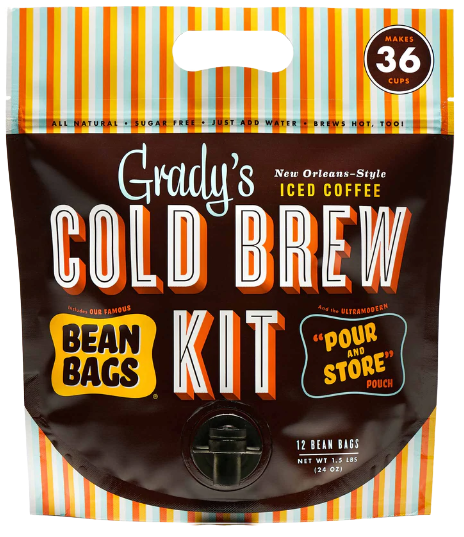 MAKES
36
CUPS
ALL NATURAL • SUGAR FREE • JUST ADD WATER • BREWS HOT, TOO!
Grady's
New Orleans-Style
ICED COFFEE
COLD BREW
KIT
Includes OUR FAMOUS
BEAN
BAGS
®
And the ULTRAMODERN
"POUR
AND
STORE"
POUCH
12 BEAN BAGS
NET WT 1.5 LBS
(24 OZ)